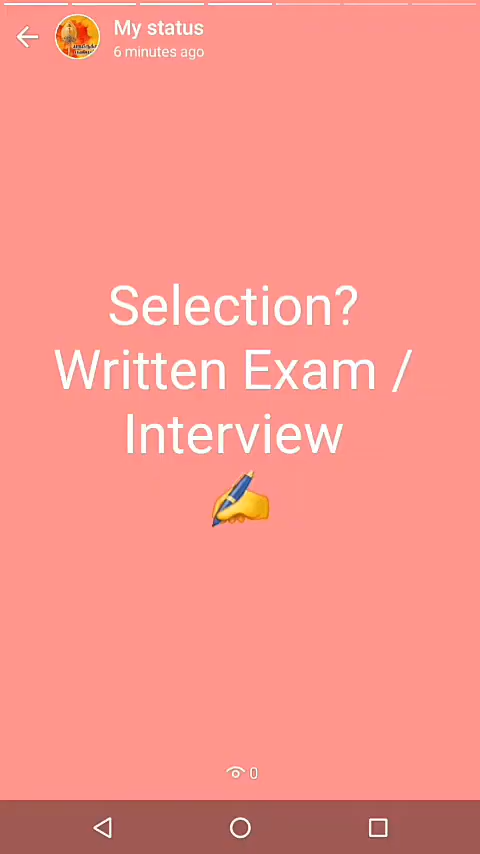 My status
6 minutes ago
Selection?
Written Exam /
Interview
✍
0